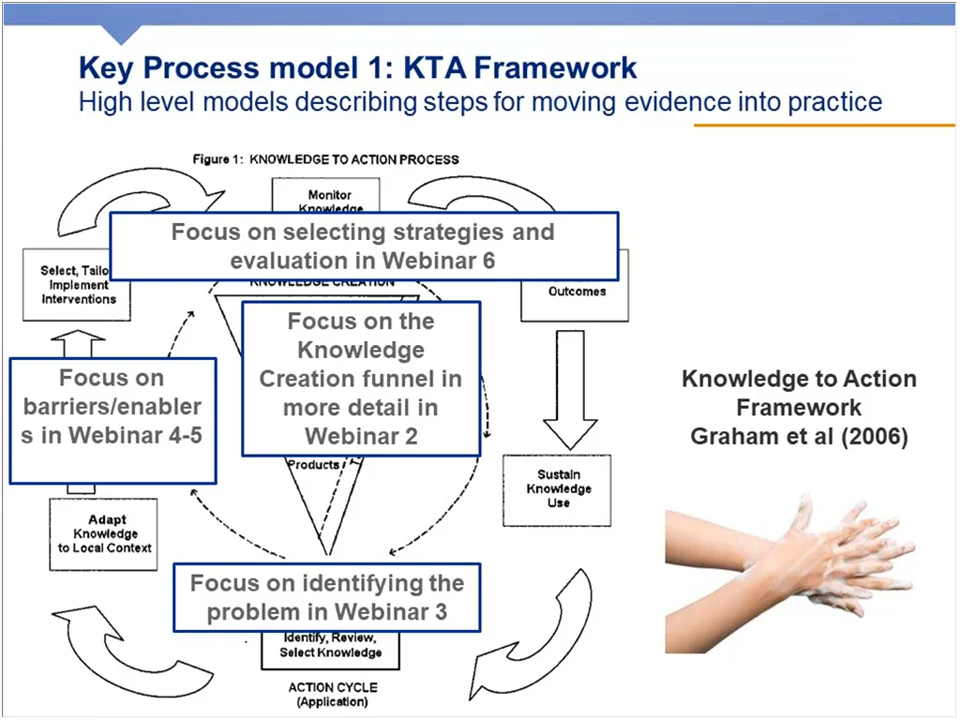 Key Process model 1: KTA Framework
High level models describing steps for moving evidence into practice
Figure 1: KNOWLEDGE TO ACTION PROCESS
Monitor
Knowledge
Focus on selecting strategies and
evaluation in Webinar 6
KNOWLEDGE CREATION
Select, Tailo
Implement
Interventions
Outcomes
Focus on the
Knowledge
Creation funnel in
more detail in
Webinar 2
Focus on
barriers/enabler
s in Webinar 4-5
Knowledge to Action
Framework
Graham et al (2006)
Products
Sustain
Knowledge
Use
Adapt
Knowledge
to Local Context
Focus on identifying the
problem in Webinar 3
Identify, Review,
Select Knowledge
ACTION CYCLE
(Application)